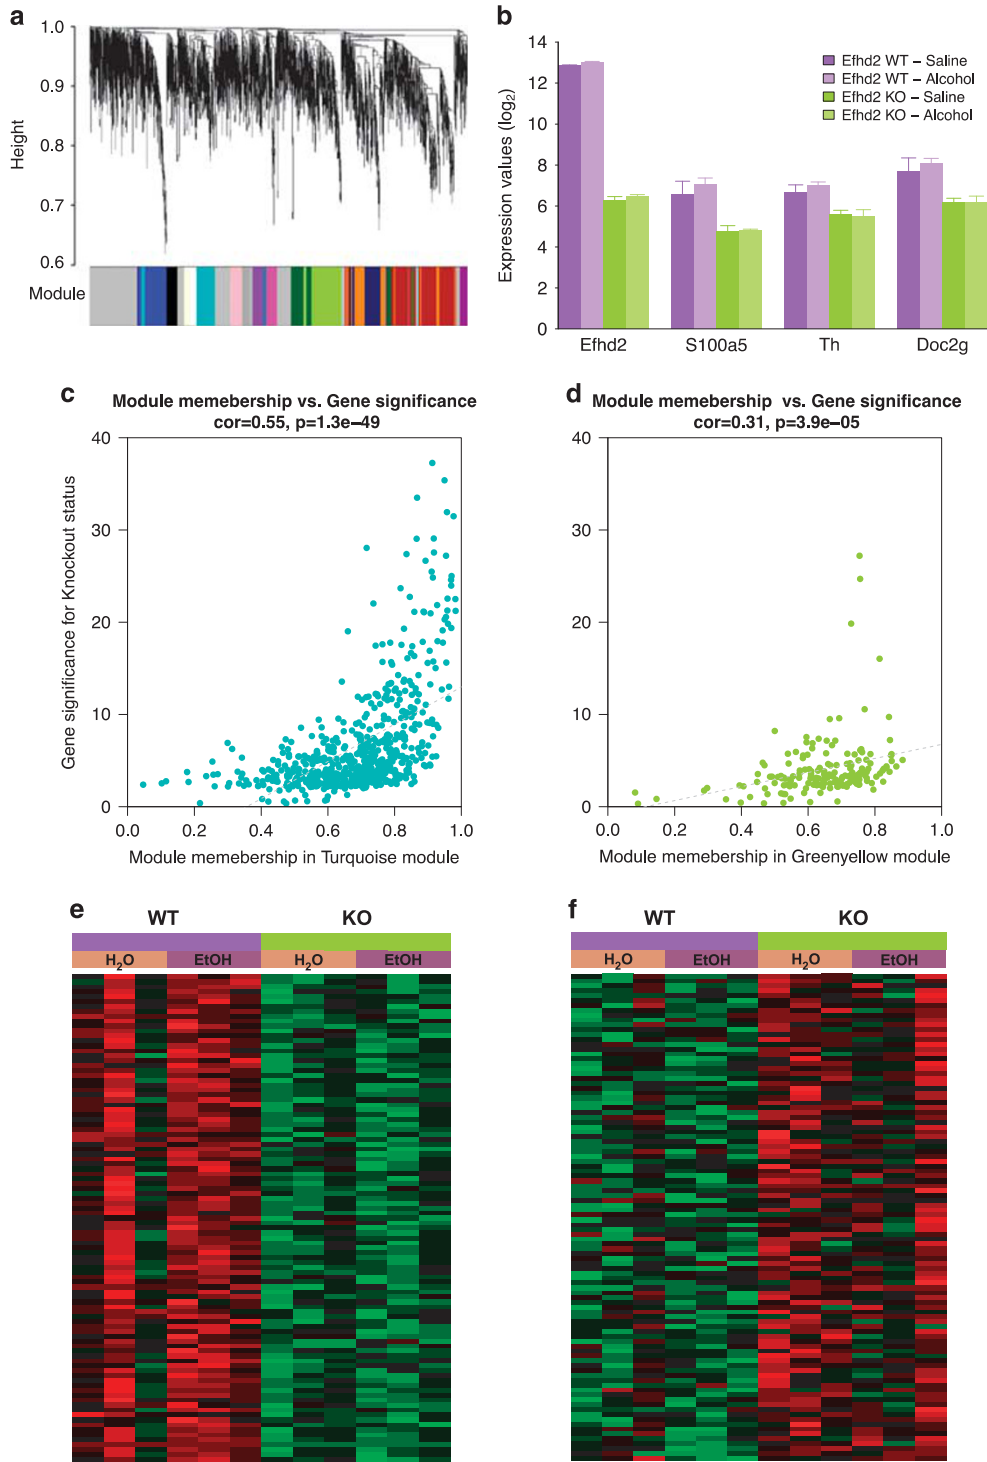 a
1.0
0.9
0.8
0.7
0.6
Height
Module
b
14
12
10
8
6
4
2
0
Expression values (log2)
Efhd2 WT – Saline
Efhd2 WT – Alcohol
Efhd2 KO – Saline
Efhd2 KO – Alcohol
Efhd2 S100a5 Th Doc2g
c
Module memebership vs. Gene significance
cor=0.55, p=1.3e–49
40
30
20
10
0
Gene significance for Knockout status
0.0 0.2 0.4 0.6 0.8 1.0
Module memebership in Turquoise module
d
Module memebership vs. Gene significance
cor=0.31, p=3.9e–05
40
30
20
10
0
0.0 0.2 0.4 0.6 0.8 1.0
Module memebership in Greenyellow module
e
WT KO
H2O EtOH H2O EtOH
f
WT KO
H2O EtOH H2O EtOH